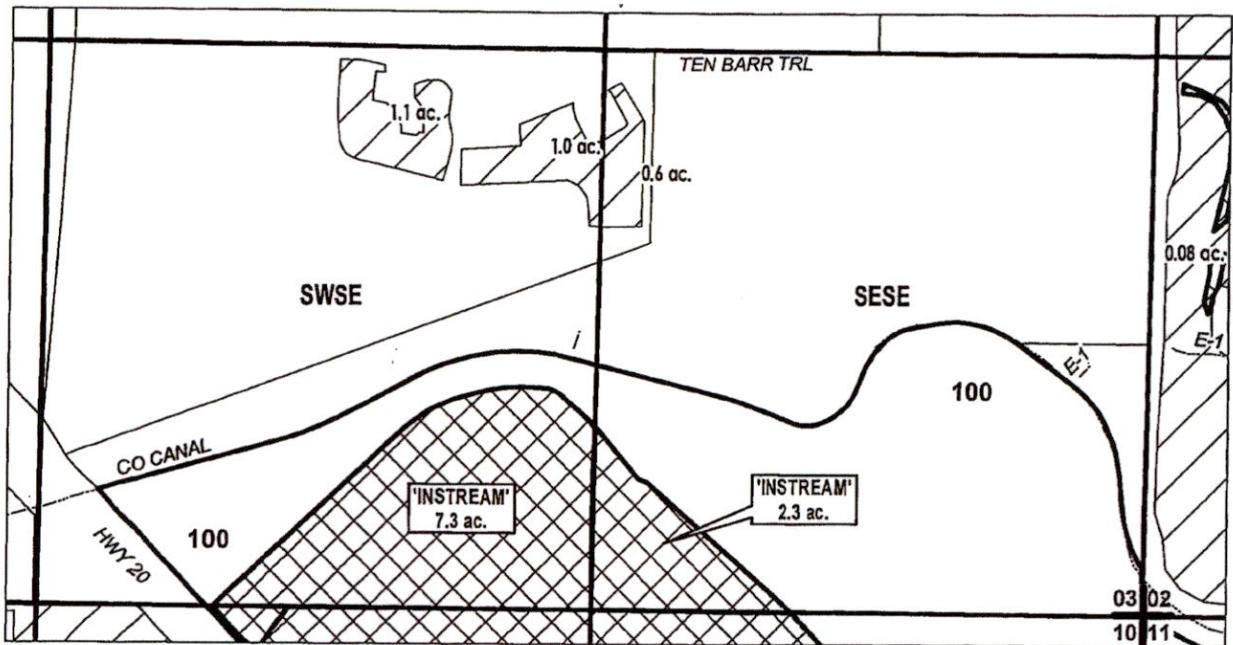 TEN BARR TRL
1.1 ac.
1.0 ac.
0.6 ac.
0.08 ac.
SWSE
SESE
i
E-1
E-1
100
CO CANAL
'INSTREAM'
7.3 ac.
'INSTREAM'
2.3 ac.
100
HWY 20
03 02
10 11